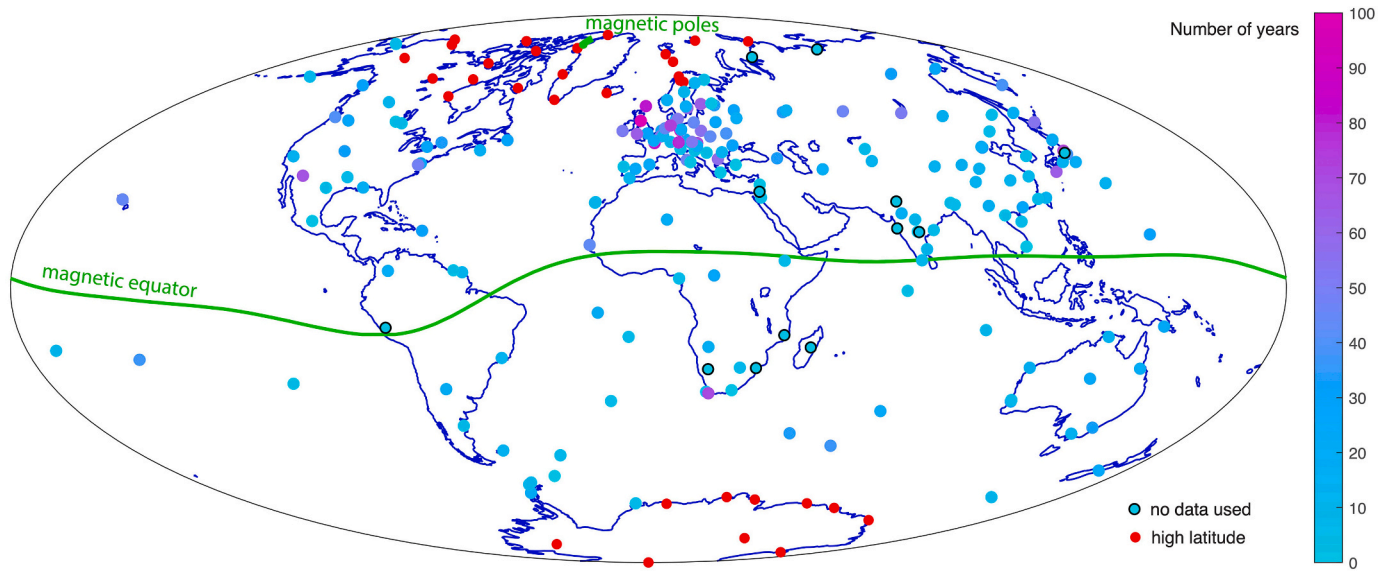 magnetic poles
Number of years
magnetic equator
no data used
high latitude
100
90
80
70
60
50
40
30
20
10
0